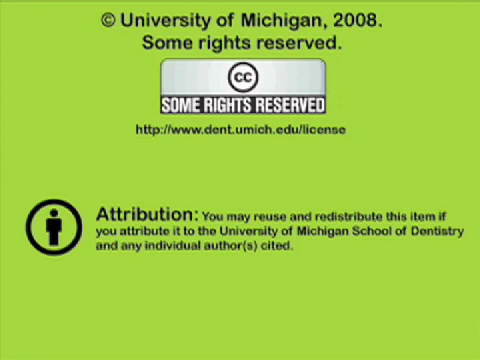 © University of Michigan, 2008.
Some rights reserved.
cc
SOME RIGHTS RESERVED
http://www.dent.umich.edu/license
Attribution: You may reuse and redistribute this item if
you attribute it to the University of Michigan School of Dentistry
and any individual author(s) cited.